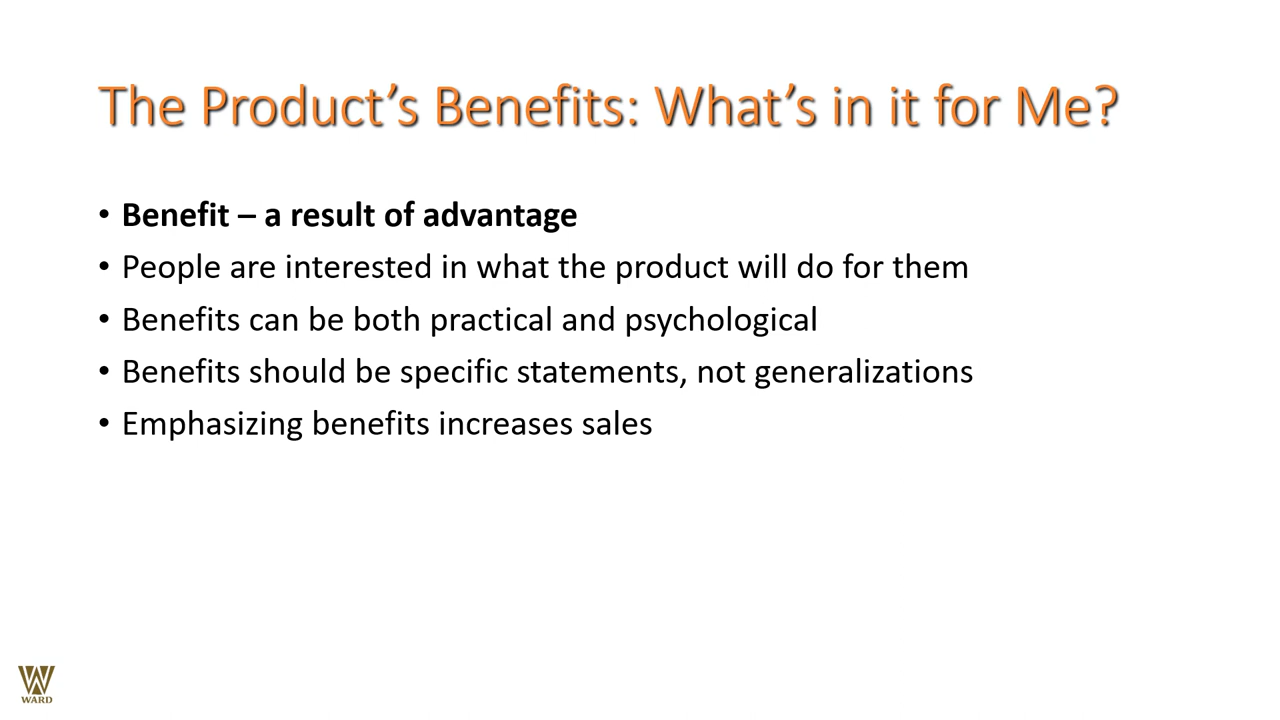 The Product’s Benefits: What’s in it for Me?
• Benefit – a result of advantage
• People are interested in what the product will do for them
• Benefits can be both practical and psychological
• Benefits should be specific statements, not generalizations
• Emphasizing benefits increases sales
WARD